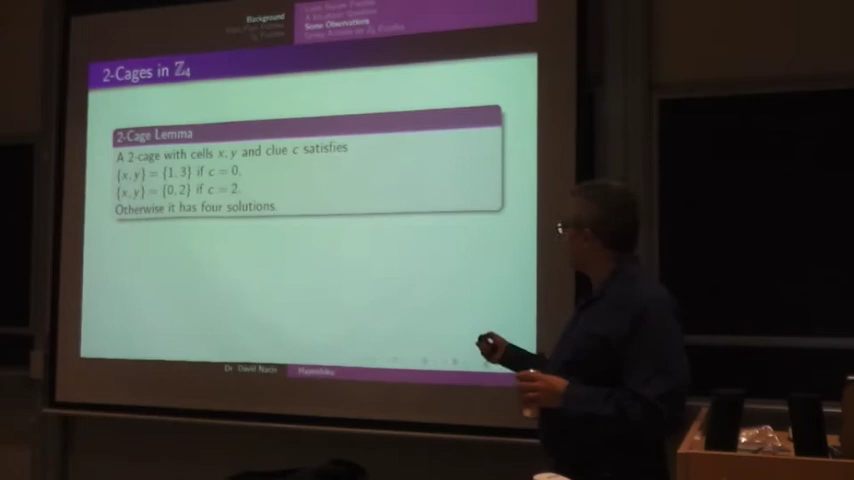 Background
Some Observations
2-Cages in ℤ₄
2-Cage Lemma
A 2-cage with cells x, y and clue c satisfies
{x, y} = {1, 3} if c = 0,
{x, y} = {0, 2} if c = 2.
Otherwise it has four solutions.
Dr David Nacin